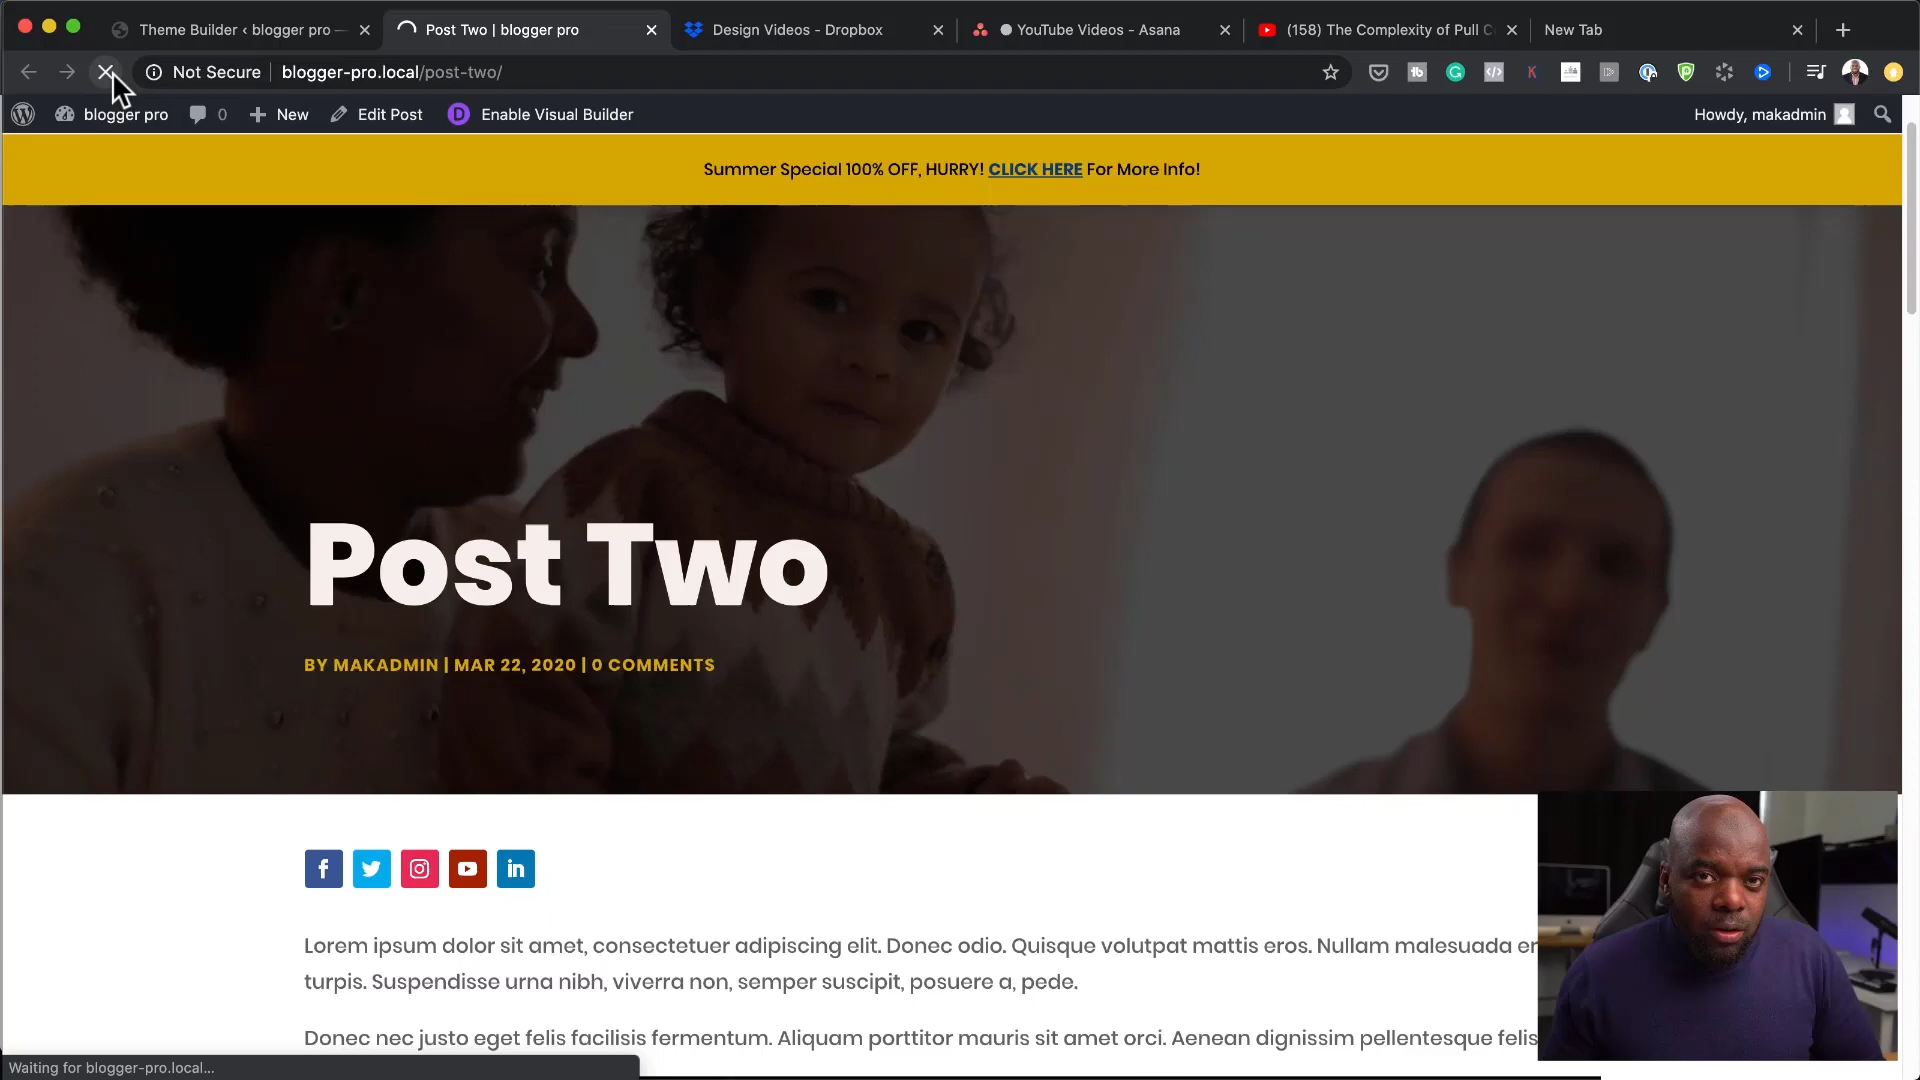 Theme Builder ‹ blogger pro —
Post Two | blogger pro
Design Videos - Dropbox
YouTube Videos - Asana
(158) The Complexity of Pull C
New Tab
Not Secure
blogger-pro.local/post-two/
blogger pro
0
New
Edit Post
D
Enable Visual Builder
Howdy, makadmin
Summer Special 100% OFF, HURRY! CLICK HERE For More Info!
Post Two
BY MAKADMIN | MAR 22, 2020 | 0 COMMENTS
Lorem ipsum dolor sit amet, consectetuer adipiscing elit. Donec odio. Quisque volutpat mattis eros. Nullam malesuada er
turpis. Suspendisse urna nibh, viverra non, semper suscipit, posuere a, pede.
Donec nec justo eget felis facilisis fermentum. Aliquam porttitor mauris sit amet orci. Aenean dignissim pellentesque felis
Waiting for blogger-pro.local...